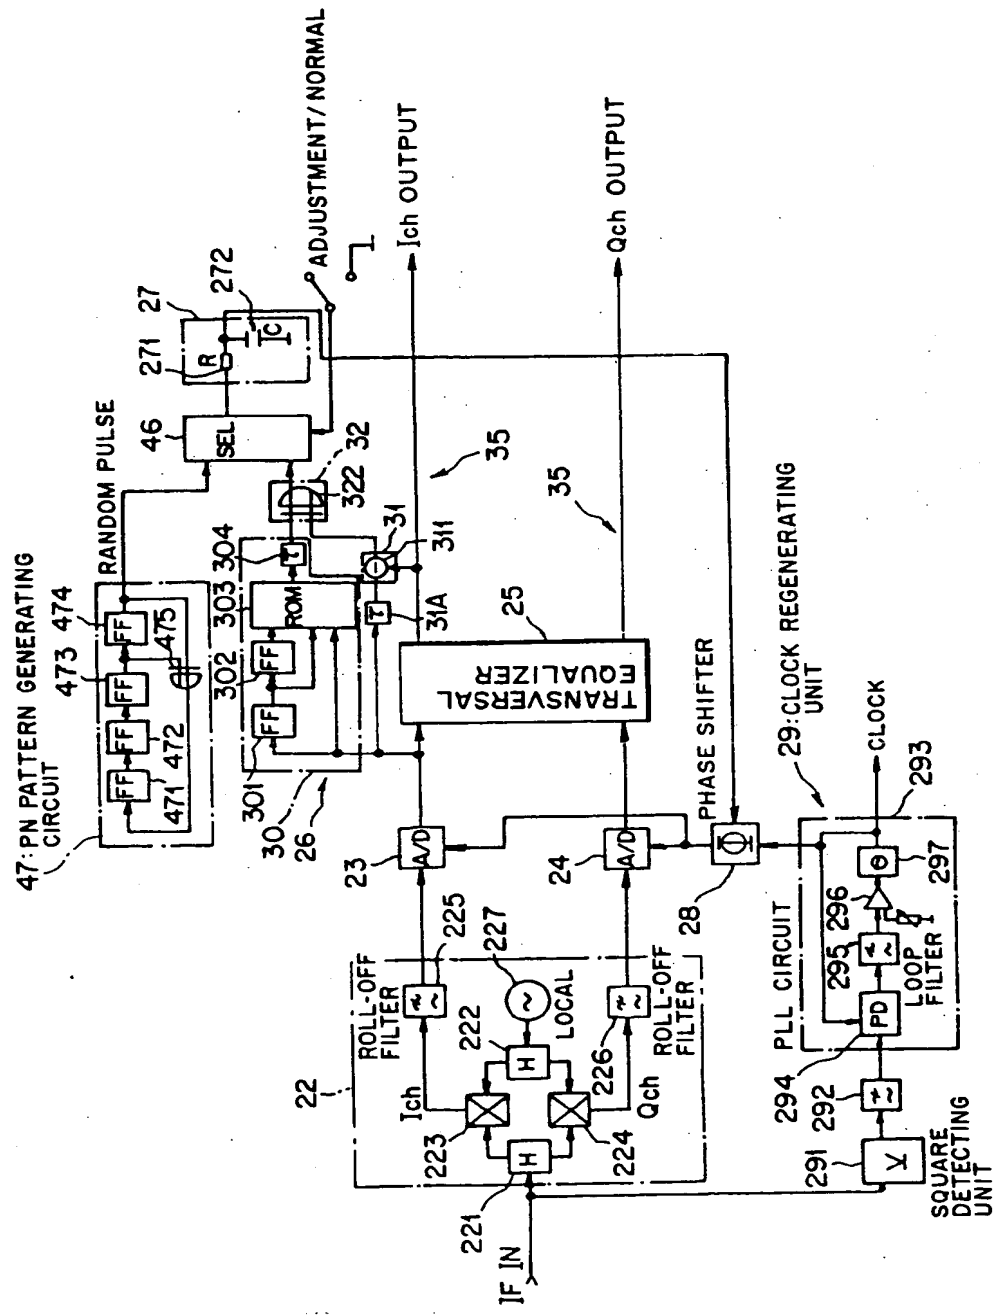 47: PN PATTERN GENERATING
CIRCUIT
RANDOM PULSE
471
FF
472
FF
473
FF
474
FF
475
46
SEL
27
271
R
272
C
ADJUSTMENT/NORMAL
301
FF
302
FF
303
ROM
304
τ
30
26
32
322
31
311
31A
τ
35
Ich OUTPUT
35
Qch OUTPUT
25
TRANSVERSAL
EQUALIZER
23
A/D
24
A/D
22
ROLL-OFF
FILTER
225
227
~
LOCAL
222
H
Ich
223
224
Qch
226
ROLL-OFF
FILTER
221
H
IF IN
PHASE SHIFTER
28
29: CLOCK REGENERATING
UNIT
CLOCK
293
PLL CIRCUIT
297
Θ
296
295
LOOP
FILTER
PD
294
292
291
SQUARE
DETECTING
UNIT